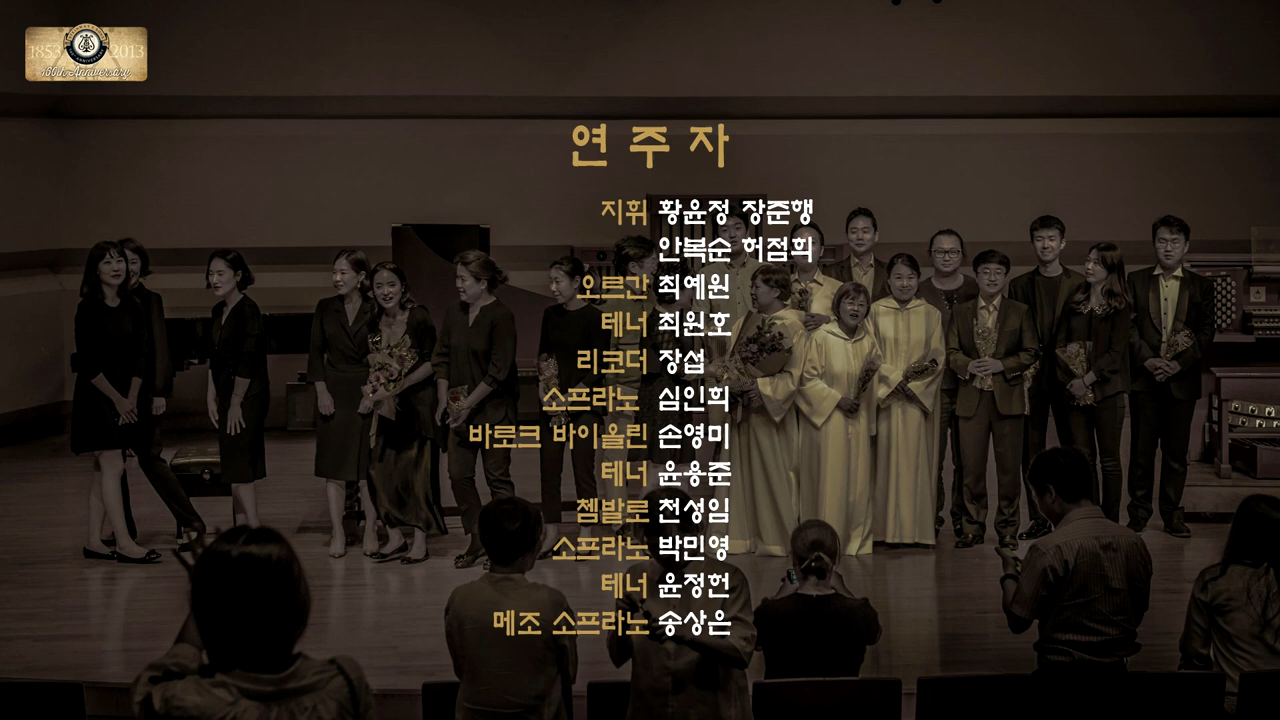 1853 2013
160th Anniversary
연 주 자
지휘 황윤정 장준행
안복순 허점희
오르간 최예원
테너 최원호
리코더 장섭
소프라노 심인희
바로크 바이올린 손영미
테너 윤용준
쳄발로 천성임
소프라노 박민영
테너 윤정헌
메조 소프라노 송상은